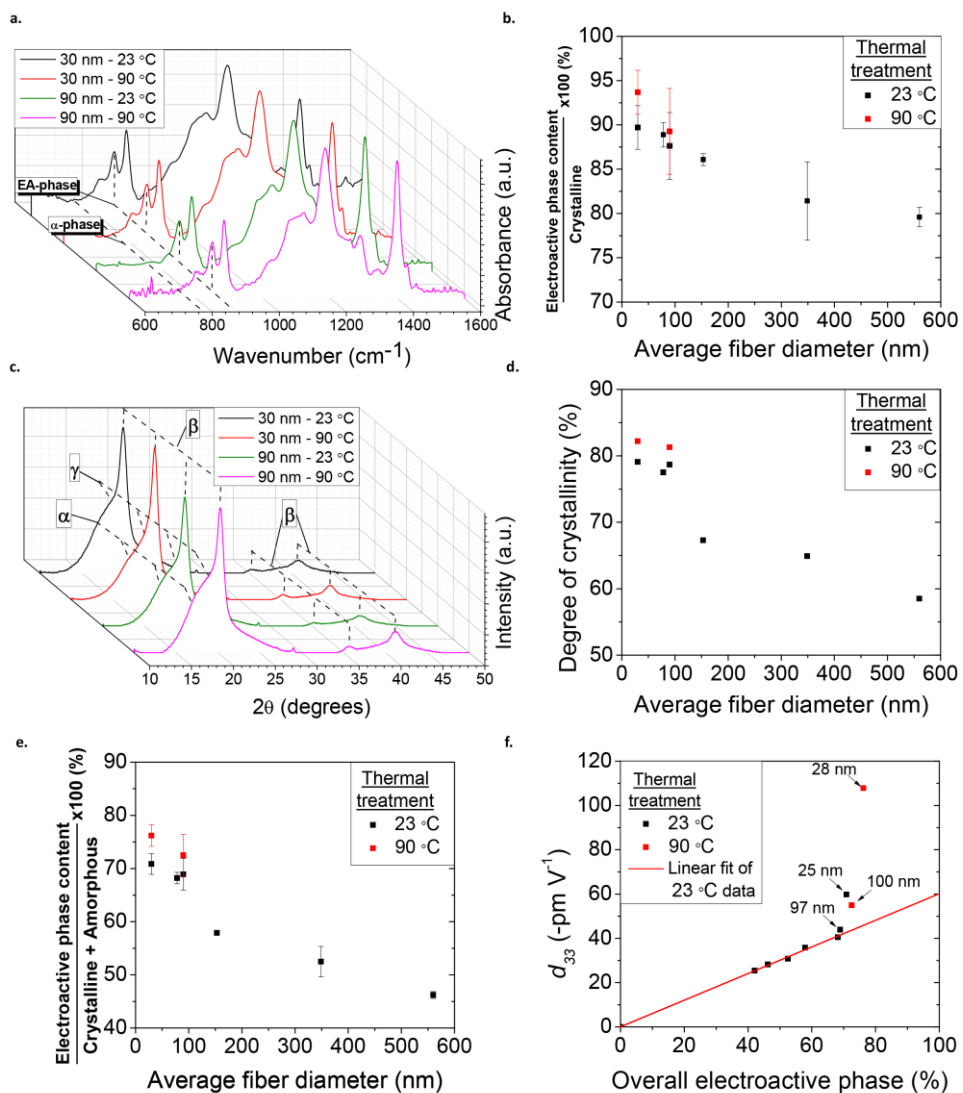 a.
30 nm - 23 °C
30 nm - 90 °C
90 nm - 23 °C
90 nm - 90 °C
EA-phase
α-phase
600
800
1000
1200
1400
1600
Wavenumber (cm-1)
Absorbance (a.u.)
b.
100
95
90
85
80
75
70
Thermal
treatment
23 °C
90 °C
0
100
200
300
400
500
600
Electroactive phase content
Crystalline
x100 (%)
Average fiber diameter (nm)
c.
30 nm - 23 °C
30 nm - 90 °C
90 nm - 23 °C
90 nm - 90 °C
β
γ
α
β
10
15
20
25
30
35
40
45
50
2θ (degrees)
Intensity (a.u.)
d.
90
80
70
60
50
Thermal
treatment
23 °C
90 °C
0
100
200
300
400
500
600
Degree of crystallinity (%)
Average fiber diameter (nm)
e.
90
80
70
60
50
40
Thermal
treatment
23 °C
90 °C
0
100
200
300
400
500
600
Electroactive phase content
Crystalline + Amorphous
x100 (%)
Average fiber diameter (nm)
f.
120
100
80
60
40
20
0
Thermal
treatment
23 °C
90 °C
Linear fit of
23 °C data
28 nm
25 nm
100 nm
97 nm
0
20
40
60
80
100
d33 (-pm V-1)
Overall electroactive phase (%)